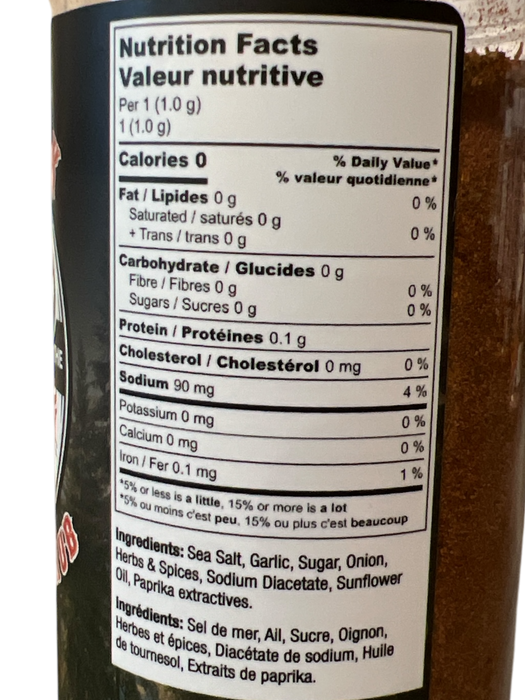 Nutrition Facts
Valeur nutritive
Per 1 (1.0 g)
1 (1.0 g)
Calories 0
% Daily Value*
% valeur quotidienne*
Fat / Lipides 0 g 0 %
Saturated / saturés 0 g
+ Trans / trans 0 g 0 %
Carbohydrate / Glucides 0 g
Fibre / Fibres 0 g 0 %
Sugars / Sucres 0 g 0 %
Protein / Protéines 0.1 g
Cholesterol / Cholestérol 0 mg 0 %
Sodium 90 mg 4 %
Potassium 0 mg 0 %
Calcium 0 mg 0 %
Iron / Fer 0.1 mg 1 %
*5% or less is a little, 15% or more is a lot
*5% ou moins c'est peu, 15% ou plus c'est beaucoup
Ingredients: Sea Salt, Garlic, Sugar, Onion,
Herbs & Spices, Sodium Diacetate, Sunflower
Oil, Paprika extractives.
Ingrédients: Sel de mer, Ail, Sucre, Oignon,
Herbes et épices, Diacétate de sodium, Huile
de tournesol, Extraits de paprika.